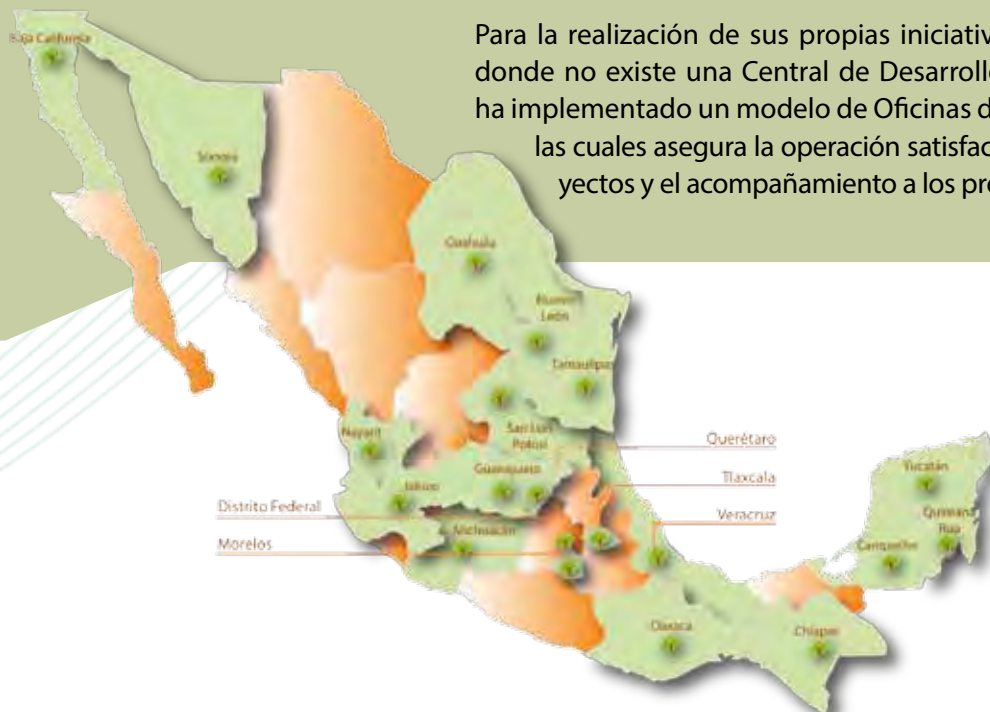 Para la realización de sus propias iniciativ
donde no existe una Central de Desarroll
ha implementado un modelo de Oficinas d
las cuales asegura la operación satisfac
yectos y el acompañamiento a los pr
Baja California
Sonora
Coahuila
Nuevo
León
Tamaulipas
San Luis
Potosí
Nayarit
Guanajuato
Jalisco
Michoacán
Querétaro
Tlaxcala
Veracruz
Distrito Federal
Morelos
Yucatán
Quintana
Roo
Campeche
Oaxaca
Chiapas